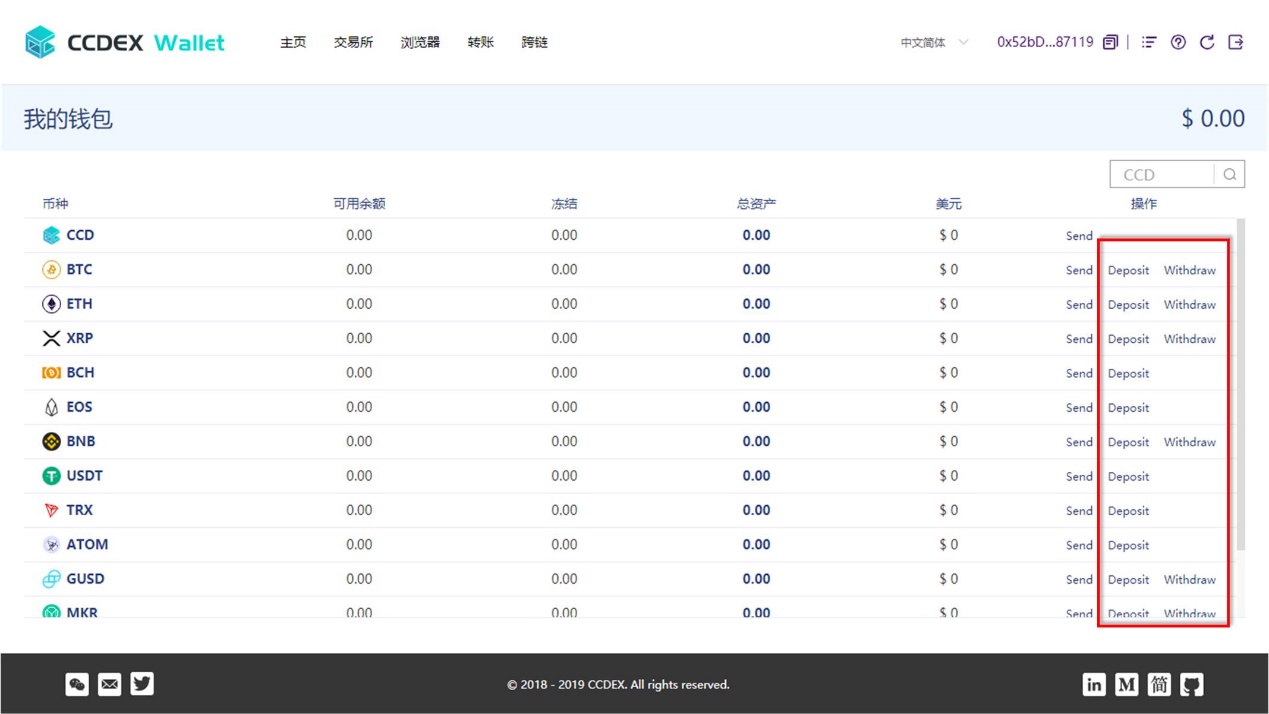 CCDEX Wallet 主页 交易所 浏览器 转账 跨链 中文简体 0x52bD...87119
我的钱包 $ 0.00
CCD
币种 可用余额 冻结 总资产 美元 操作
CCD 0.00 0.00 0.00 $ 0 Send
BTC 0.00 0.00 0.00 $ 0 Send Deposit Withdraw
ETH 0.00 0.00 0.00 $ 0 Send Deposit Withdraw
XRP 0.00 0.00 0.00 $ 0 Send Deposit Withdraw
BCH 0.00 0.00 0.00 $ 0 Send Deposit
EOS 0.00 0.00 0.00 $ 0 Send Deposit
BNB 0.00 0.00 0.00 $ 0 Send Deposit Withdraw
USDT 0.00 0.00 0.00 $ 0 Send Deposit
TRX 0.00 0.00 0.00 $ 0 Send Deposit
ATOM 0.00 0.00 0.00 $ 0 Send Deposit
GUSD 0.00 0.00 0.00 $ 0 Send Deposit Withdraw
MKR 0.00 0.00 0.00 $ 0 Send Deposit Withdraw
© 2018 - 2019 CCDEX. All rights reserved. in M 简